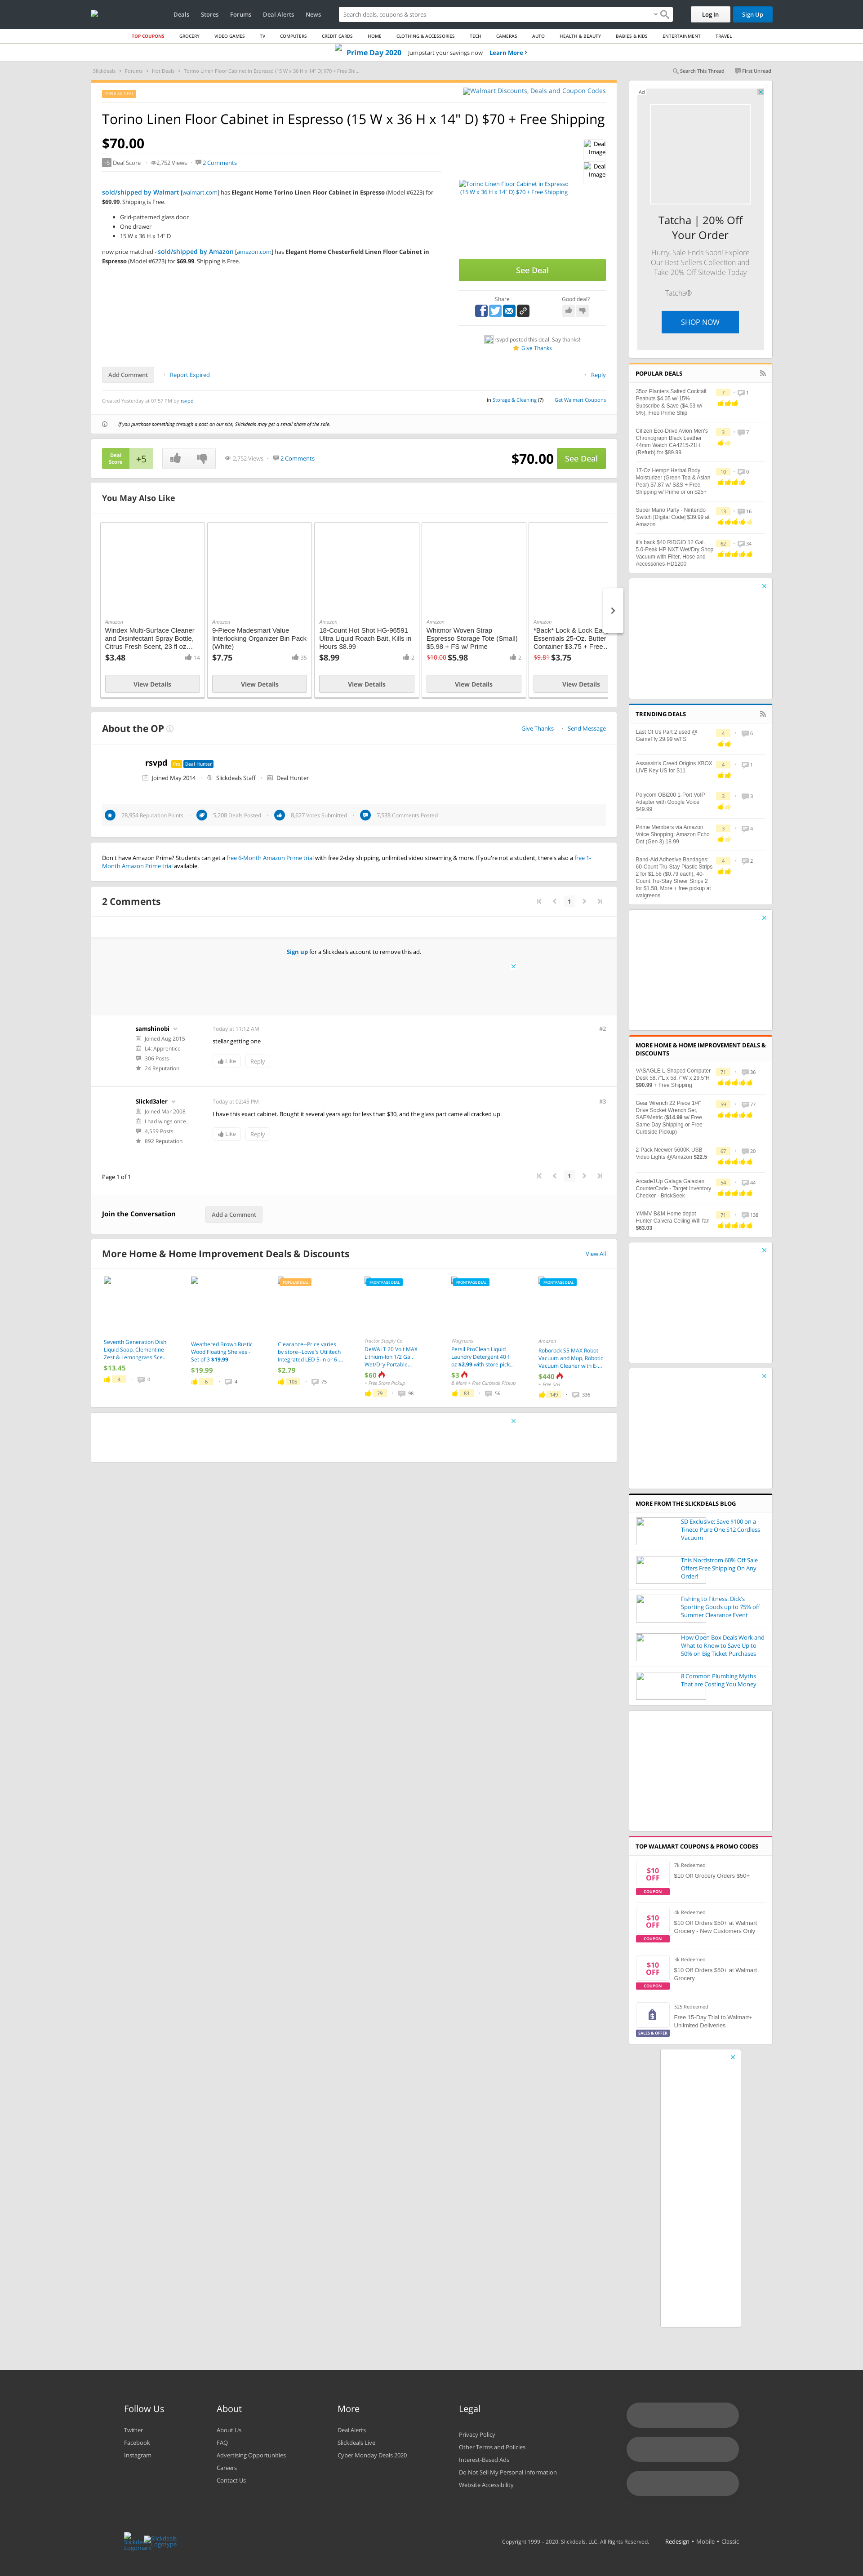 Deals
Stores
Forums
Deal Alerts
News
Search deals, coupons & stores
Log In
Sign Up
TOP COUPONS
GROCERY
VIDEO GAMES
TV
COMPUTERS
CREDIT CARDS
HOME
CLOTHING & ACCESSORIES
TECH
CAMERAS
AUTO
HEALTH & BEAUTY
BABIES & KIDS
ENTERTAINMENT
TRAVEL
Prime Day 2020 Jumpstart your savings now Learn More
Slickdeals
Forums
Hot Deals
Torino Linen Floor Cabinet in Espresso (15 W x 36 H x 14" D) $70 + Free Shi...
Search This Thread
First Unread
POPULAR DEAL
Walmart Discounts, Deals and Coupon Codes
Torino Linen Floor Cabinet in Espresso (15 W x 36 H x 14" D) $70 + Free Shipping
$70.00
+5 Deal Score
2,752 Views
2 Comments
sold/shipped by Walmart [walmart.com] has Elegant Home Torino Linen Floor Cabinet in Espresso (Model #6223) for
$69.99. Shipping is Free.
Grid-patterned glass door
One drawer
15 W x 36 H x 14" D
now price matched - sold/shipped by Amazon [amazon.com] has Elegant Home Chesterfield Linen Floor Cabinet in
Espresso (Model #6223) for $69.99. Shipping is Free.
Deal
Image
Deal
Image
Torino Linen Floor Cabinet in Espresso
(15 W x 36 H x 14" D) $70 + Free Shipping
See Deal
Share
Good deal?
rsvpd posted this deal. Say thanks!
Give Thanks
Add Comment
Report Expired
Reply
Created Yesterday at 07:57 PM by rsvpd
in Storage & Cleaning (7)
Get Walmart Coupons
If you purchase something through a post on our site, Slickdeals may get a small share of the sale.
Deal
Score
+5
2,752 Views
2 Comments
$70.00
See Deal
You May Also Like
Amazon
Windex Multi-Surface Cleaner
and Disinfectant Spray Bottle,
Citrus Fresh Scent, 23 fl oz...
$3.48
14
View Details
Amazon
9-Piece Madesmart Value
Interlocking Organizer Bin Pack
(White)
$7.75
35
View Details
Amazon
18-Count Hot Shot HG-96591
Ultra Liquid Roach Bait, Kills in
Hours $8.99
$8.99
2
View Details
Amazon
Whitmor Woven Strap
Espresso Storage Tote (Small)
$5.98 + FS w/ Prime
$10.00 $5.98
2
View Details
Amazon
*Back* Lock & Lock Eas
Essentials 25-Oz. Butter
Container $3.75 + Free..
$9.81 $3.75
View Details
About the OP
Give Thanks
Send Message
rsvpd
Pro
Deal Hunter
Joined May 2014
Slickdeals Staff
Deal Hunter
28,954 Reputation Points
5,208 Deals Posted
8,627 Votes Submitted
7,538 Comments Posted
Don't have Amazon Prime? Students can get a free 6-Month Amazon Prime trial with free 2-day shipping, unlimited video streaming & more. If you're not a student, there's also a free 1-
Month Amazon Prime trial available.
2 Comments
1
Sign up for a Slickdeals account to remove this ad.
samshinobi
Joined Aug 2015
L4: Apprentice
306 Posts
24 Reputation
Today at 11:12 AM
#2
stellar getting one
Like
Reply
Slickd3aler
Joined Mar 2008
I had wings once..
4,559 Posts
892 Reputation
Today at 02:45 PM
#3
I have this exact cabinet. Bought it several years ago for less than $30, and the glass part came all cracked up.
Like
Reply
Page 1 of 1
1
Join the Conversation
Add a Comment
More Home & Home Improvement Deals & Discounts
View All
Seventh Generation Dish
Liquid Soap, Clementine
Zest & Lemongrass Sce...
$13.45
4
0
Weathered Brown Rustic
Wood Floating Shelves -
Set of 3 $19.99
$19.99
6
4
POPULAR DEAL
Clearance--Price varies
by store--Lowe's Utilitech
Integrated LED 5-in or 6-...
$2.79
105
75
FRONTPAGE DEAL
Tractor Supply Co
DeWALT 20 Volt MAX
Lithium-Ion 1/2 Gal.
Wet/Dry Portable...
$60
+ Free Store Pickup
79
98
FRONTPAGE DEAL
Walgreens
Persil ProClean Liquid
Laundry Detergent 40 fl
oz $2.99 with store pick...
$3
& More + Free Curbside Pickup
83
56
FRONTPAGE DEAL
Amazon
Roborock S5 MAX Robot
Vacuum and Mop, Robotic
Vacuum Cleaner with E-...
$440
+ Free S/H
149
336
Ad
Tatcha | 20% Off
Your Order
Hurry, Sale Ends Soon! Explore
Our Best Sellers Collection and
Take 20% Off Sitewide Today
Tatcha®
SHOP NOW
POPULAR DEALS
35oz Planters Salted Cocktail
Peanuts $4.05 w/ 15%
Subscribe & Save ($4.53 w/
5%), Free Prime Ship
7
1
Citizen Eco-Drive Avion Men's
Chronograph Black Leather
44mm Watch CA4215-21H
(Refurb) for $89.99
3
7
17-Oz Hempz Herbal Body
Moisturizer (Green Tea & Asian
Pear) $7.87 w/ S&S + Free
Shipping w/ Prime or on $25+
10
0
Super Mario Party - Nintendo
Switch [Digital Code] $39.99 at
Amazon
13
16
it's back $40 RIDGID 12 Gal.
5.0-Peak HP NXT Wet/Dry Shop
Vacuum with Filter, Hose and
Accessories-HD1200
62
34
TRENDING DEALS
Last Of Us Part 2 used @
GameFly 29.99 w/FS
4
6
Assassin's Creed Origins XBOX
LIVE Key US for $11
4
1
Polycom OBi200 1-Port VoIP
Adapter with Google Voice
$49.99
3
3
Prime Members via Amazon
Voice Shopping: Amazon Echo
Dot (Gen 3) 18.99
3
4
Band-Aid Adhesive Bandages:
60-Count Tru-Stay Plastic Strips
2 for $1.58 ($0.79 each), 40-
Count Tru-Stay Sheer Strips 2
for $1.58, More + free pickup at
walgreens
4
2
MORE HOME & HOME IMPROVEMENT DEALS &
DISCOUNTS
VASAGLE L-Shaped Computer
Desk 58.7"L x 58.7"W x 29.5"H
$90.99 + Free Shipping
71
36
Gear Wrench 22 Piece 1/4"
Drive Socket Wrench Set,
SAE/Metric ($14.99 w/ Free
Same Day Shipping or Free
Curbside Pickup)
59
77
2-Pack Neewer 5600K USB
Video Lights @Amazon $22.5
67
20
Arcade1Up Galaga Galaxian
CounterCade - Target Inventory
Checker - BrickSeek
54
44
YMMV B&M Home depot
Hunter Calvera Ceiling Wifi fan
$63.03
71
138
MORE FROM THE SLICKDEALS BLOG
SD Exclusive: Save $100 on a
Tineco Pure One S12 Cordless
Vacuum
This Nordstrom 60% Off Sale
Offers Free Shipping On Any
Order!
Fishing to Fitness: Dick's
Sporting Goods up to 75% off
Summer Clearance Event
How Open Box Deals Work and
What to Know to Save Up to
50% on Big Ticket Purchases
8 Common Plumbing Myths
That are Costing You Money
TOP WALMART COUPONS & PROMO CODES
$10
OFF
COUPON
7k Redeemed
$10 Off Grocery Orders $50+
$10
OFF
COUPON
4k Redeemed
$10 Off Orders $50+ at Walmart
Grocery - New Customers Only
$10
OFF
COUPON
3k Redeemed
$10 Off Orders $50+ at Walmart
Grocery
SALES & OFFER
525 Redeemed
Free 15-Day Trial to Walmart+
Unlimited Deliveries
Follow Us
Twitter
Facebook
Instagram
About
About Us
FAQ
Advertising Opportunities
Careers
Contact Us
More
Deal Alerts
Slickdeals Live
Cyber Monday Deals 2020
Legal
Privacy Policy
Other Terms and Policies
Interest-Based Ads
Do Not Sell My Personal Information
Website Accessibility
Slickdeals
Logomark
Slickdeals
Logotype
Copyright 1999 – 2020. Slickdeals, LLC. All Rights Reserved.
Redesign • Mobile • Classic